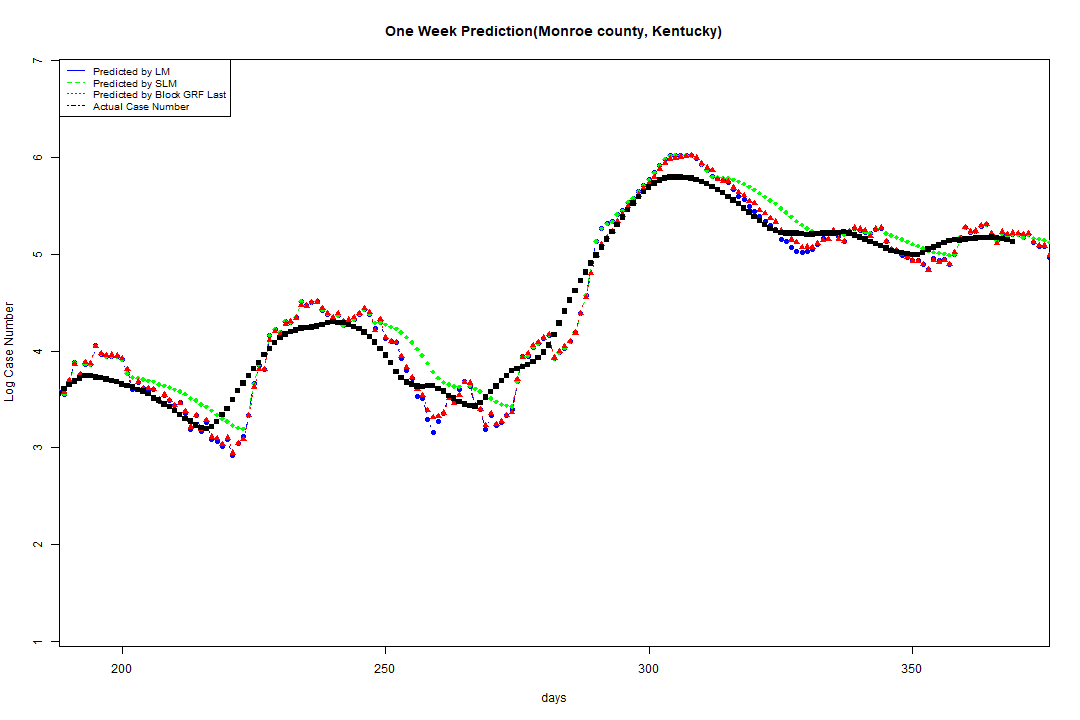 One Week Prediction(Monroe county, Kentucky)
Predicted by LM
Predicted by SLM
Predicted by Block GRF Last
Actual Case Number
7
6
5
4
3
2
1
Log Case Number
200 250 300 350
days